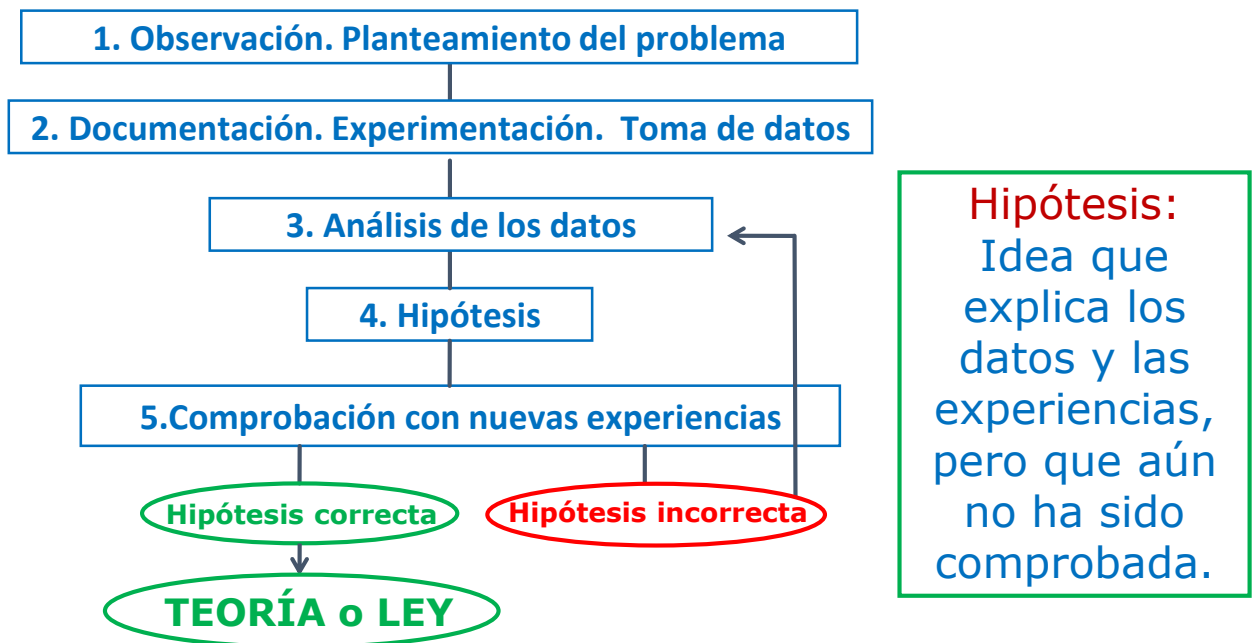 1. Observación. Planteamiento del problema
2. Documentación. Experimentación. Toma de datos
3. Análisis de los datos
4. Hipótesis
5.Comprobación con nuevas experiencias
Hipótesis correcta
Hipótesis incorrecta
TEORÍA o LEY
Hipótesis:
Idea que
explica los
datos y las
experiencias,
pero que aún
no ha sido
comprobada.